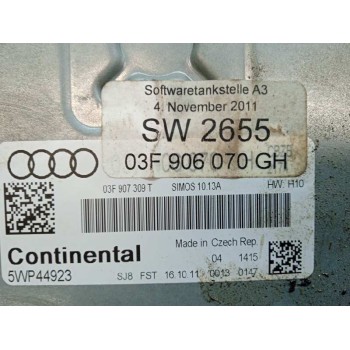 Softwaretankstelle A3
4. November 2011
SW 2655
03F 906 070 GH
03F 907 309 T SIMOS 10.13A HW: H10
Continental
5WP44923
Made in Czech Rep.
04 1415
SJ8 FST 16.10.11 0013 0147